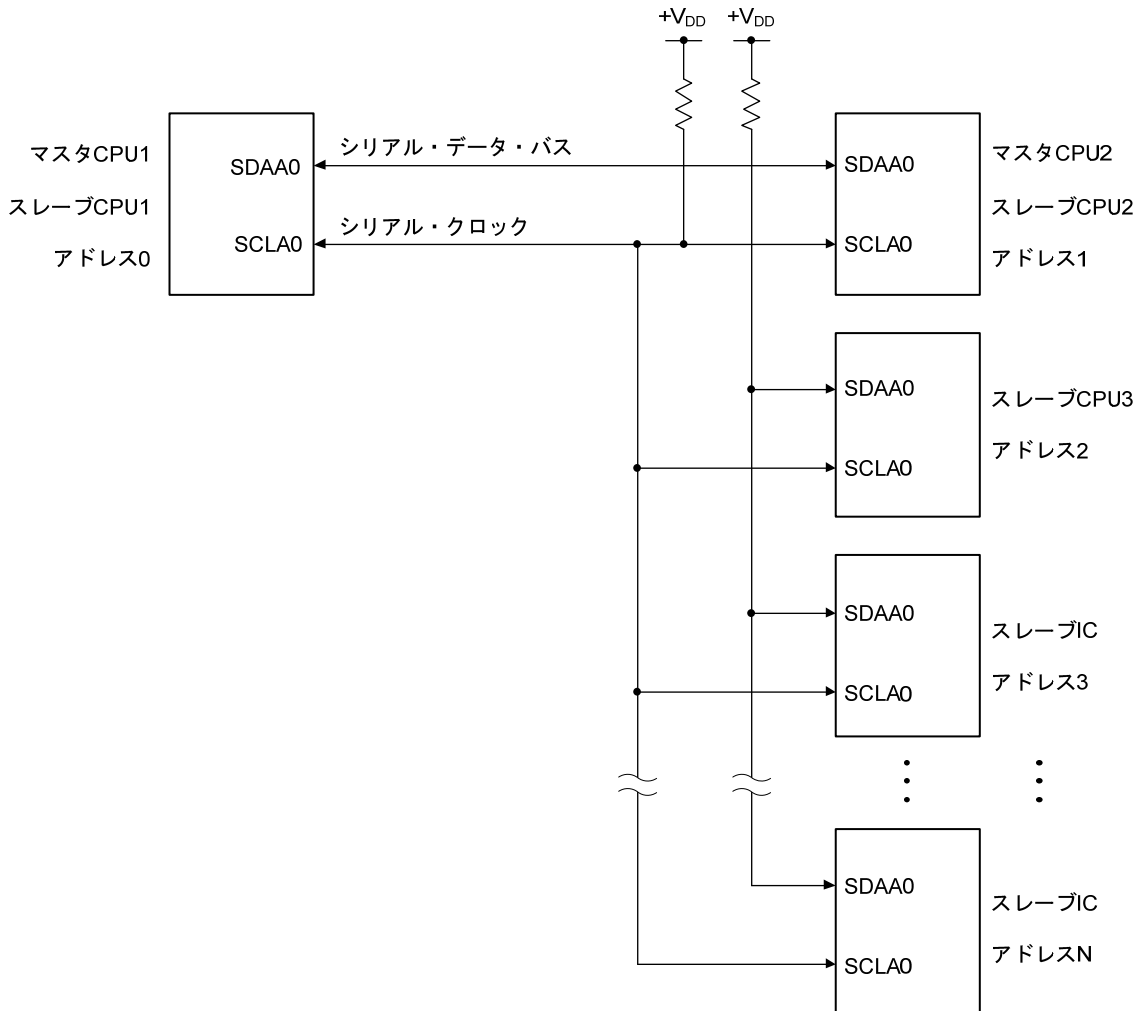 +VDD
+VDD
マスタCPU1
スレーブCPU1
アドレス0
SDAA0
SCLA0
シリアル・データ・バス
シリアル・クロック
SDAA0
SCLA0
マスタCPU2
スレーブCPU2
アドレス1
SDAA0
SCLA0
スレーブCPU3
アドレス2
SDAA0
SCLA0
スレーブIC
アドレス3
SDAA0
SCLA0
スレーブIC
アドレスN